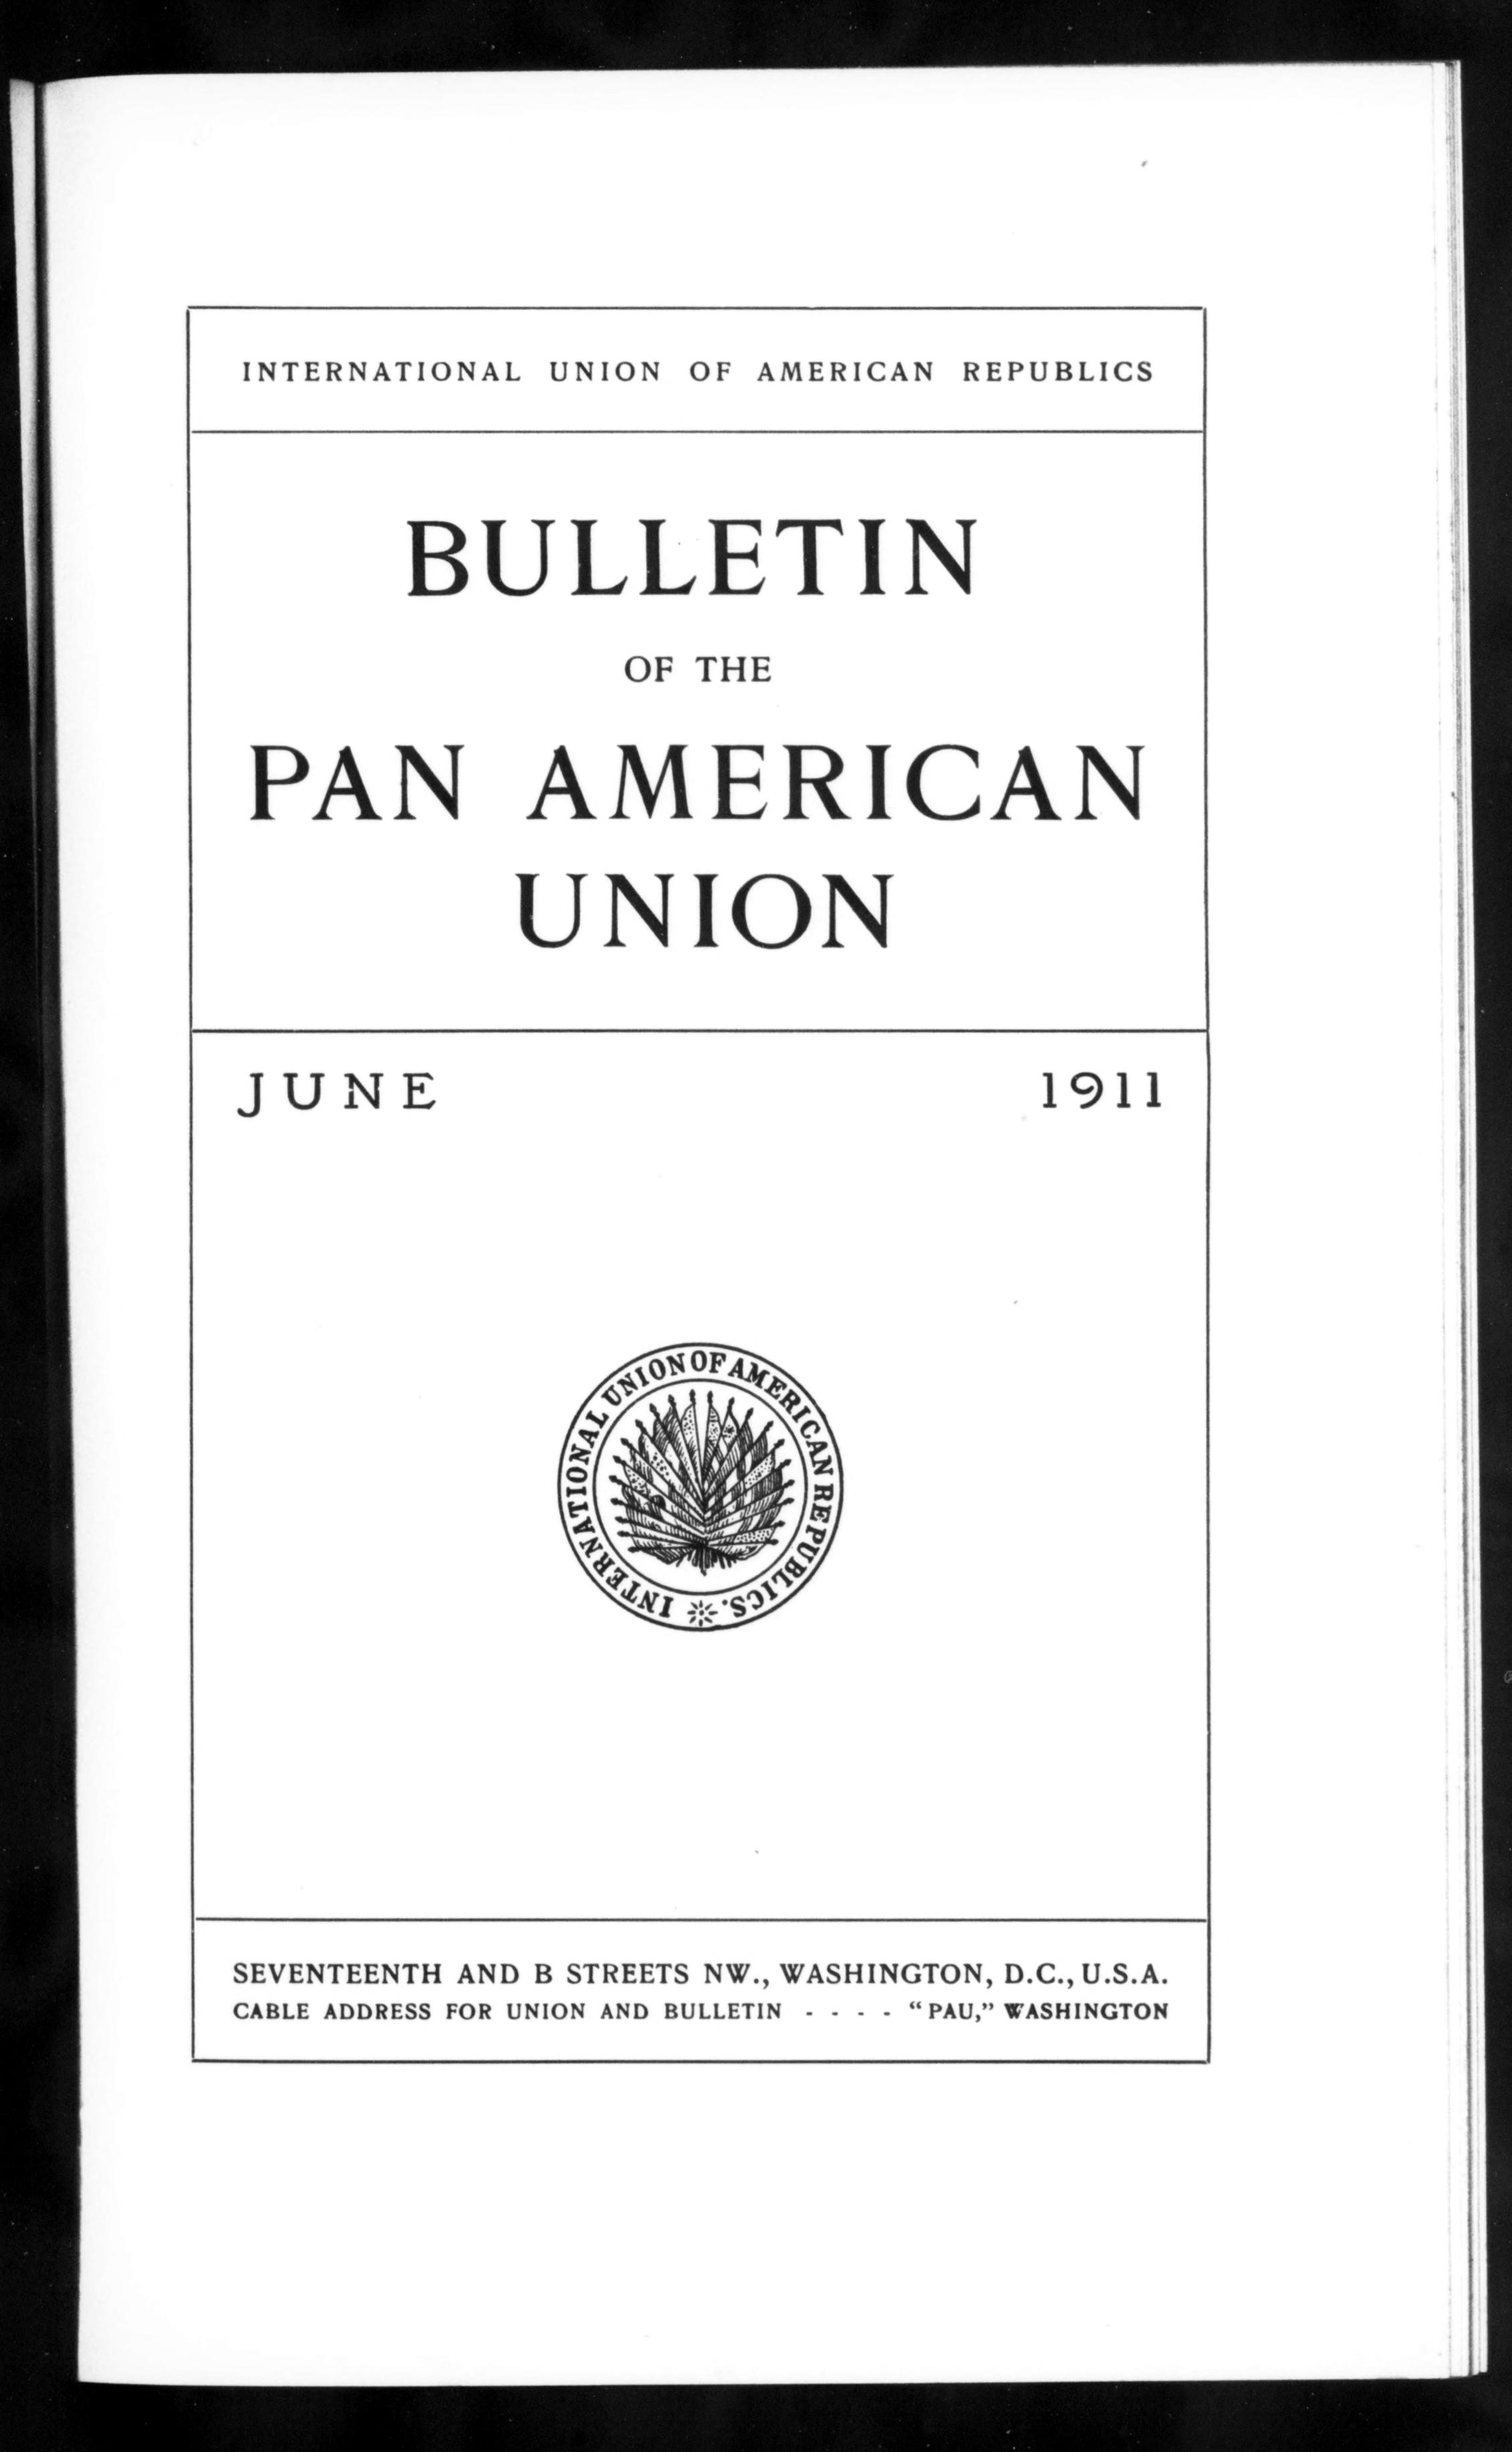 INTERNATIONAL UNION OF AMERICAN REPUBLICS
BULLETIN
OF THE
PAN AMERICAN
UNION
JUNE 1911
INTERNATIONAL UNION OF AMERICAN REPUBLICS.
SEVENTEENTH AND B STREETS NW., WASHINGTON, D.C., U.S.A.
CABLE ADDRESS FOR UNION AND BULLETIN - - - - “PAU,” WASHINGTON